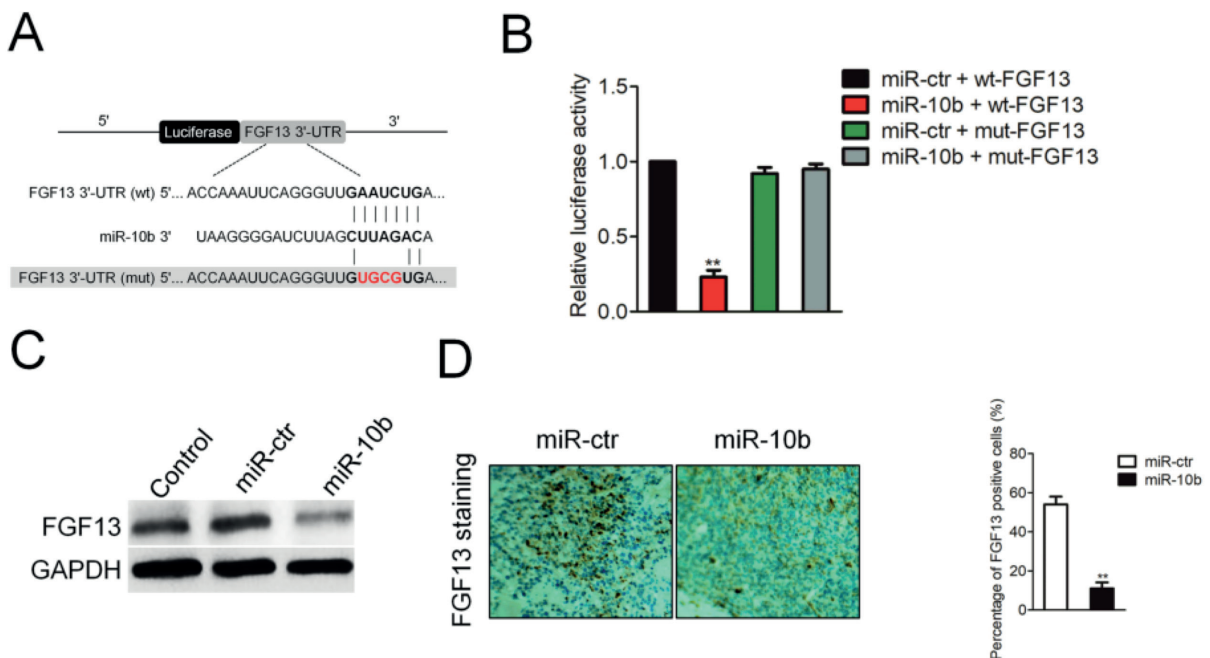 A
5' 3'
Luciferase FGF13 3'-UTR
FGF13 3'-UTR (wt) 5'... ACCAAAUUCAGGGUUGAAUCUGA...
miR-10b 3' UAAGGGGAUCUUAGCUUAGACA
FGF13 3'-UTR (mut) 5'... ACCAAAUUCAGGGUUGUGCGUGA...
B
Relative luciferase activity
1.5
1.0
0.5
0.0
**
miR-ctr + wt-FGF13
miR-10b + wt-FGF13
miR-ctr + mut-FGF13
miR-10b + mut-FGF13
C
Control miR-ctr miR-10b
FGF13
GAPDH
D
miR-ctr miR-10b
FGF13 staining
Percentage of FGF13 positive cells (%)
80
60
40
20
0
**
miR-ctr
miR-10b